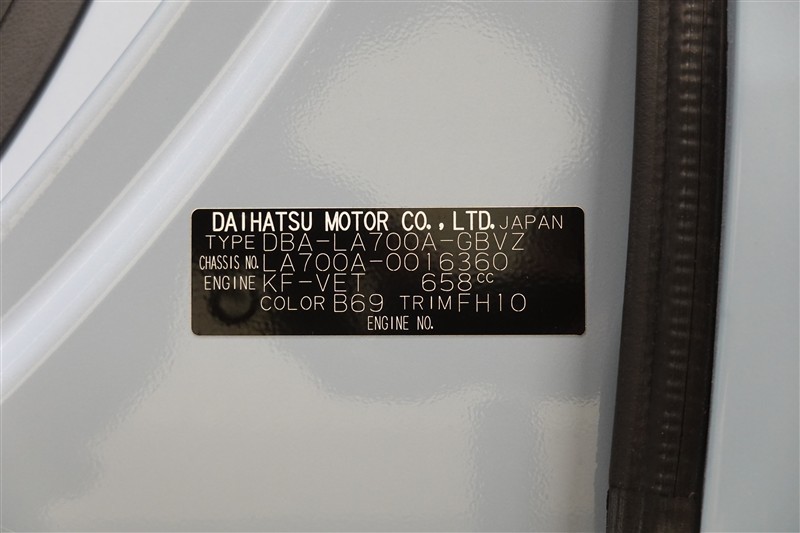 DAIHATSU MOTOR CO., LTD. JAPAN
TYPE DBA-LA700A-GBVZ
CHASSIS NO. LA700A-0016360
ENGINE KF-VET 658cc
COLOR B69 TRIM FH10
ENGINE NO.